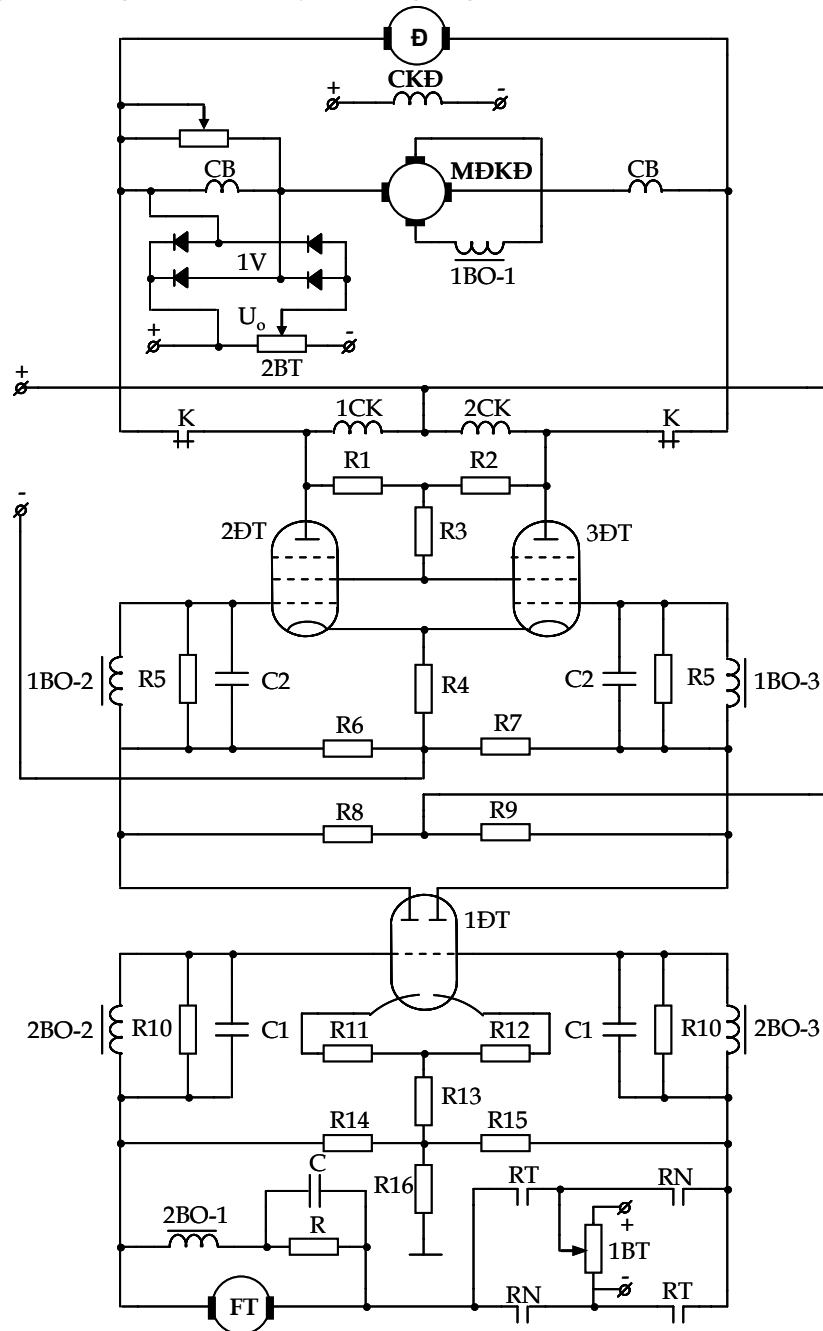 Đ
CKĐ
+ -
CB MĐKĐ CB
1V
1BO-1
U₀
+ -
2BT
+
K 1CK 2CK K
R1 R2
-
2ĐT R3 3ĐT
1BO-2 R5 C2 R4 C2 R5 1BO-3
R6 R7
R8 R9
1ĐT
2BO-2 R10 C1 R11 R12 C1 R10 2BO-3
R13
R14 R15
C R16 RT RN
2BO-1 R + 1BT
-
FT RN RT